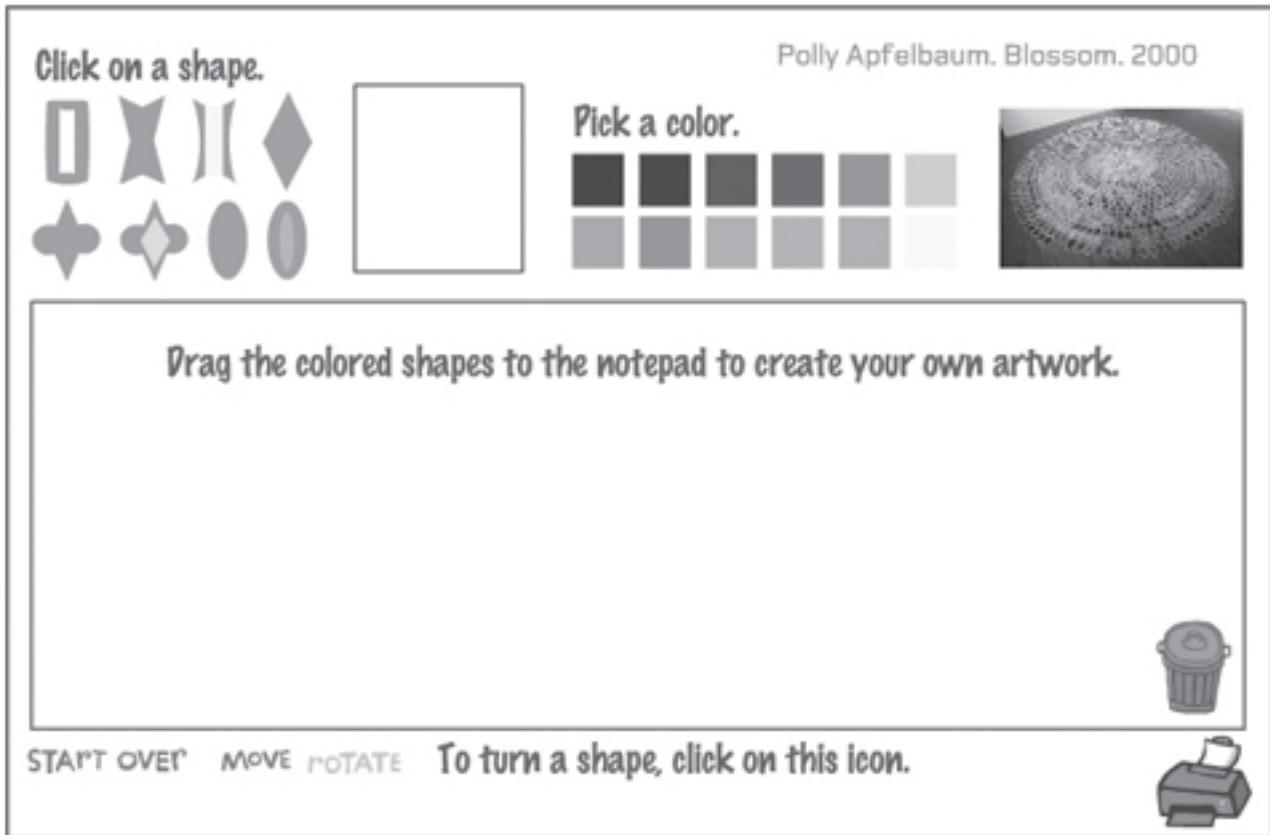 Click on a shape.
Polly Apfelbaum. Blossom. 2000
Pick a color.
Drag the colored shapes to the notepad to create your own artwork.
START OVER MOVE rOTATE To turn a shape, click on this icon.